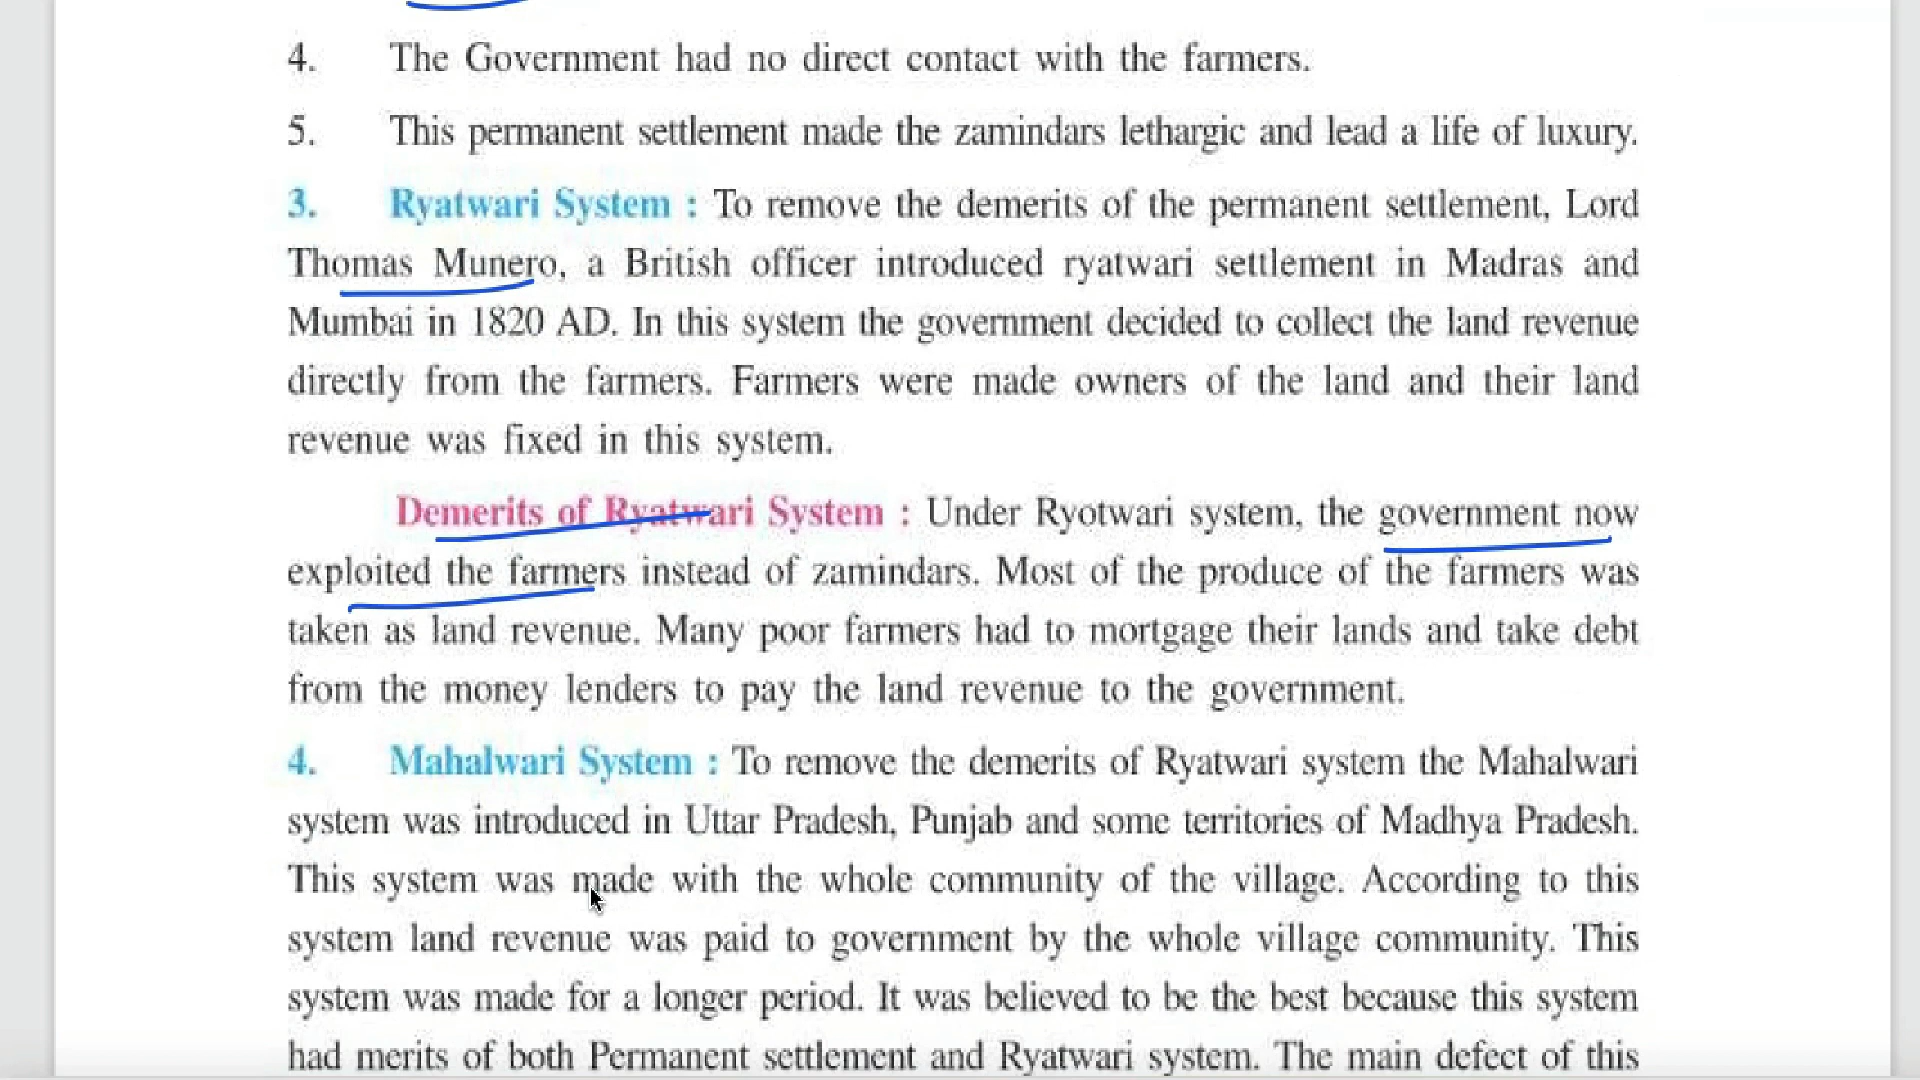 4. The Government had no direct contact with the farmers.
5. This permanent settlement made the zamindars lethargic and lead a life of luxury.
3. Ryatwari System : To remove the demerits of the permanent settlement, Lord
Thomas Munero, a British officer introduced ryatwari settlement in Madras and
Mumbai in 1820 AD. In this system the government decided to collect the land revenue
directly from the farmers. Farmers were made owners of the land and their land
revenue was fixed in this system.
Demerits of Ryatwari System : Under Ryotwari system, the government now
exploited the farmers instead of zamindars. Most of the produce of the farmers was
taken as land revenue. Many poor farmers had to mortgage their lands and take debt
from the money lenders to pay the land revenue to the government.
4. Mahalwari System : To remove the demerits of Ryatwari system the Mahalwari
system was introduced in Uttar Pradesh, Punjab and some territories of Madhya Pradesh.
This system was made with the whole community of the village. According to this
system land revenue was paid to government by the whole village community. This
system was made for a longer period. It was believed to be the best because this system
had merits of both Permanent settlement and Ryatwari system. The main defect of this